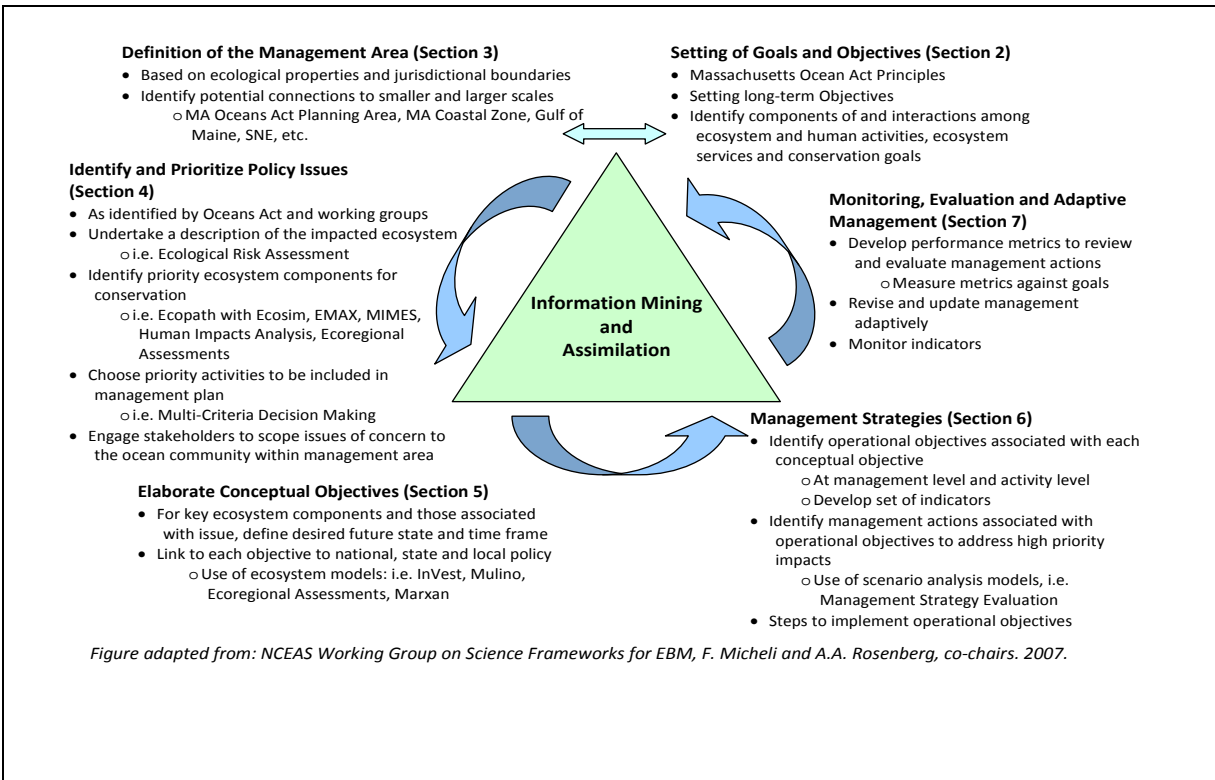 Definition of the Management Area (Section 3)
• Based on ecological properties and jurisdictional boundaries
• Identify potential connections to smaller and larger scales
o MA Oceans Act Planning Area, MA Coastal Zone, Gulf of
Maine, SNE, etc.
Setting of Goals and Objectives (Section 2)
• Massachusetts Ocean Act Principles
• Setting long-term Objectives
• Identify components of and interactions among
ecosystem and human activities, ecosystem
services and conservation goals
Identify and Prioritize Policy Issues
(Section 4)
• As identified by Oceans Act and working groups
• Undertake a description of the impacted ecosystem
o i.e. Ecological Risk Assessment
• Identify priority ecosystem components for
conservation
o i.e. Ecopath with Ecosim, EMAX, MIMES,
Human Impacts Analysis, Ecoregional
Assessments
• Choose priority activities to be included in
management plan
o i.e. Multi-Criteria Decision Making
• Engage stakeholders to scope issues of concern to
the ocean community within management area
Information Mining
and
Assimilation
Monitoring, Evaluation and Adaptive
Management (Section 7)
• Develop performance metrics to review
and evaluate management actions
o Measure metrics against goals
• Revise and update management
adaptively
• Monitor indicators
Elaborate Conceptual Objectives (Section 5)
• For key ecosystem components and those associated
with issue, define desired future state and time frame
• Link to each objective to national, state and local policy
o Use of ecosystem models: i.e. InVest, Mulino,
Ecoregional Assessments, Marxan
Management Strategies (Section 6)
• Identify operational objectives associated with each
conceptual objective
o At management level and activity level
o Develop set of indicators
• Identify management actions associated with
operational objectives to address high priority
impacts
o Use of scenario analysis models, i.e.
Management Strategy Evaluation
• Steps to implement operational objectives
Figure adapted from: NCEAS Working Group on Science Frameworks for EBM, F. Micheli and A.A. Rosenberg, co-chairs. 2007.